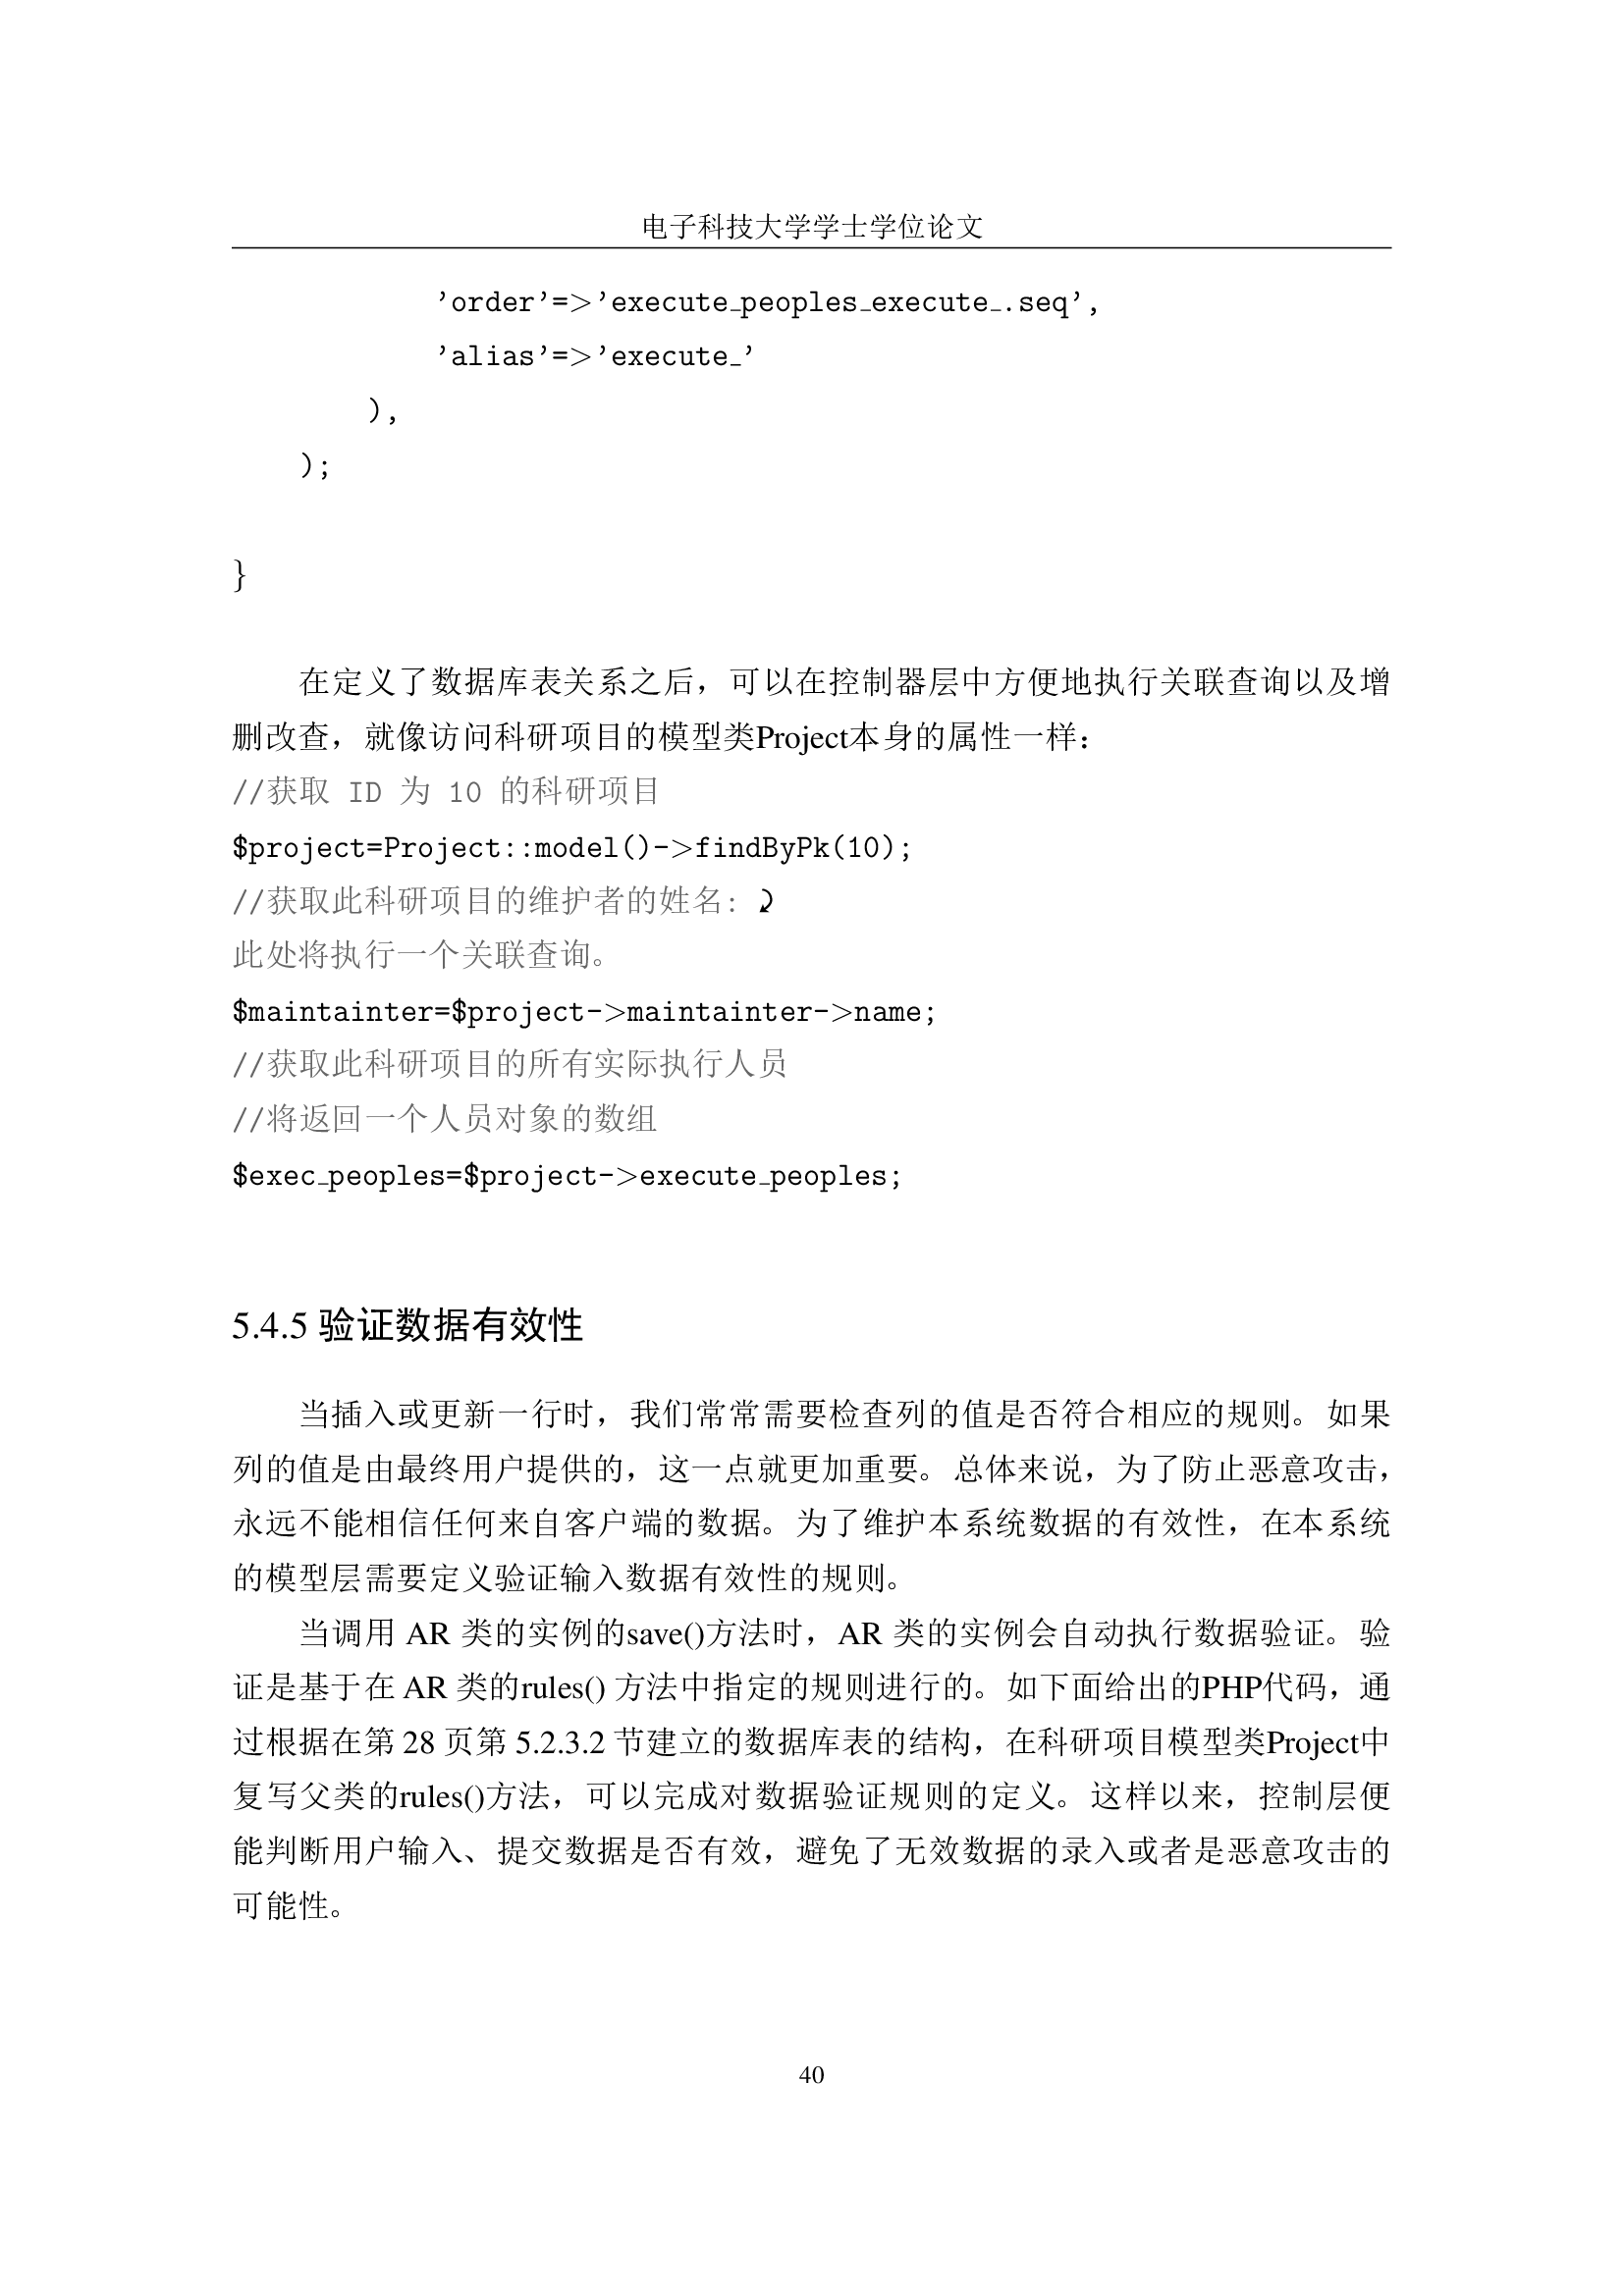 电子科技大学学士学位论文
’order’=>’execute_peoples_execute_.seq’,
’alias’=>’execute_’
),
);
}
在定义了数据库表关系之后，可以在控制器层中方便地执行关联查询以及增
删改查，就像访问科研项目的模型类Project本身的属性一样：
//获取 ID 为 10 的科研项目
$project=Project::model()->findByPk(10);
//获取此科研项目的维护者的姓名: ⤸
此处将执行一个关联查询。
$maintainter=$project->maintainter->name;
//获取此科研项目的所有实际执行人员
//将返回一个人员对象的数组
$exec_peoples=$project->execute_peoples;
5.4.5 验证数据有效性
当插入或更新一行时，我们常常需要检查列的值是否符合相应的规则。如果
列的值是由最终用户提供的，这一点就更加重要。总体来说，为了防止恶意攻击，
永远不能相信任何来自客户端的数据。为了维护本系统数据的有效性，在本系统
的模型层需要定义验证输入数据有效性的规则。
当调用 AR 类的实例的save()方法时，AR 类的实例会自动执行数据验证。验
证是基于在 AR 类的rules() 方法中指定的规则进行的。如下面给出的PHP代码，通
过根据在第 28 页第 5.2.3.2 节建立的数据库表的结构，在科研项目模型类Project中
复写父类的rules()方法，可以完成对数据验证规则的定义。这样以来，控制层便
能判断用户输入、提交数据是否有效，避免了无效数据的录入或者是恶意攻击的
可能性。
40